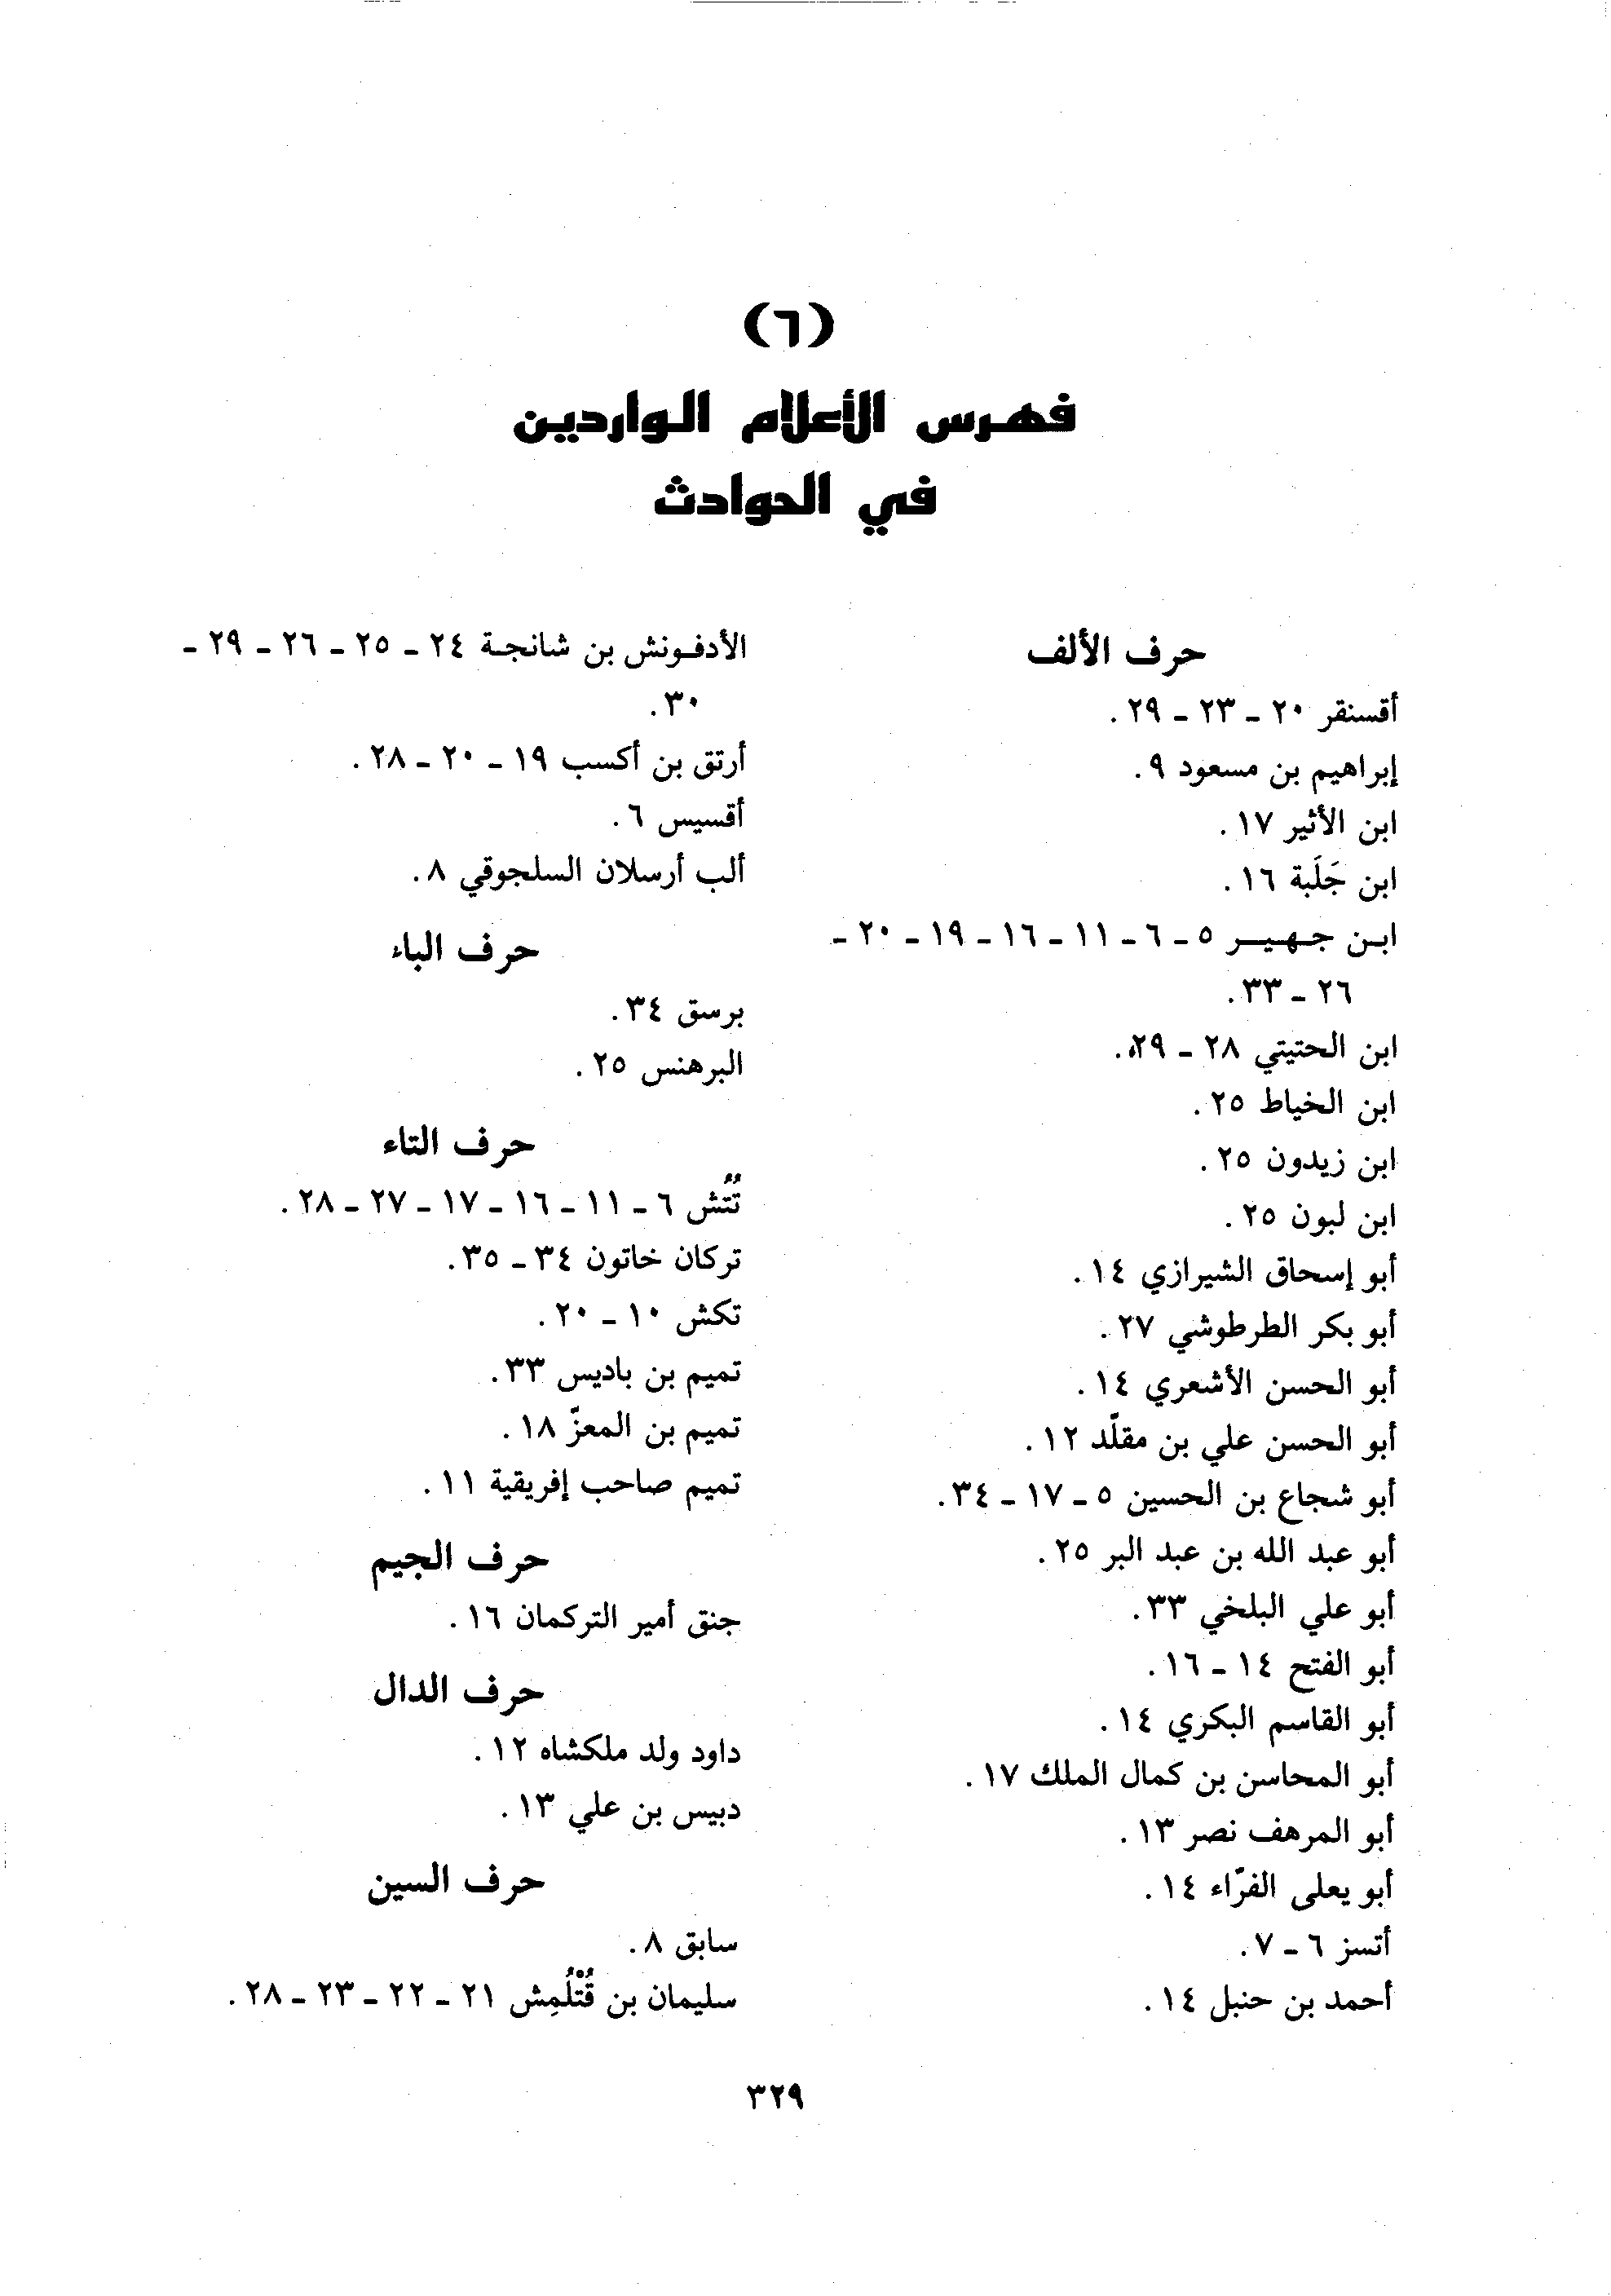 (٦)
فهرس الأعلام الواردين
في الحوادث
حرف الألف
أقسنقر ٢٠ ـ ٢٣ ـ ٢٩.
إبراهيم بن مسعود ٩.
ابن الأثير ١٧.
ابن جَلَبة ١٦.
ابـن جـهـيـر ٥ ـ ٦ ـ ١١ ـ ١٦ ـ ١٩ ـ ٢٠ ـ
٢٦ ـ ٣٣.
ابن الحتيتي ٢٨ ـ ٢٩.
ابن الخياط ٢٥.
ابن زيدون ٢٥.
ابن لبون ٢٥.
أبو إسحاق الشيرازي ١٤.
أبو بكر الطرطوشي ٢٧.
أبو الحسن الأشعري ١٤.
أبو الحسن علي بن مقلّد ١٢.
أبو شجاع بن الحسين ٥ ـ ١٧ ـ ٣٤.
أبو عبد الله بن عبد البر ٢٥.
أبو علي البلخي ٣٣.
أبو الفتح ١٤ ـ ١٦.
أبو القاسم البكري ١٤.
أبو المحاسن بن كمال الملك ١٧.
أبو المرهف نصر ١٣.
أبو يعلى الفرّاء ١٤.
أتسز ٦ ـ ٧.
أحمد بن حنبل ١٤.
الأدفـونش بن شانجـة ٢٤ ـ ٢٥ ـ ٢٦ ـ ٢٩ ـ
٣٠.
أرتق بن أكسب ١٩ ـ ٢٠ ـ ٢٨.
أقسيس ٦.
ألب أرسلان السلجوقي ٨.
حرف الباء
برسق ٣٤.
البرهنس ٢٥.
حرف التاء
تُتُش ٦ ـ ١١ ـ ١٦ ـ ١٧ ـ ٢٧ ـ ٢٨.
تركان خاتون ٣٤ ـ ٣٥.
تكش ١٠ ـ ٢٠.
تميم بن باديس ٣٣.
تميم بن المعزّ ١٨.
تميم صاحب إفريقية ١١.
حرف الجيم
جنق أمير التركمان ١٦.
حرف الدال
داود ولد ملكشاه ١٢.
دبيس بن علي ١٣.
حرف السين
سابق ٨.
سليمان بن قُتْلُمِش ٢١ ـ ٢٢ ـ ٢٣ ـ ٢٨.
٣٢٩